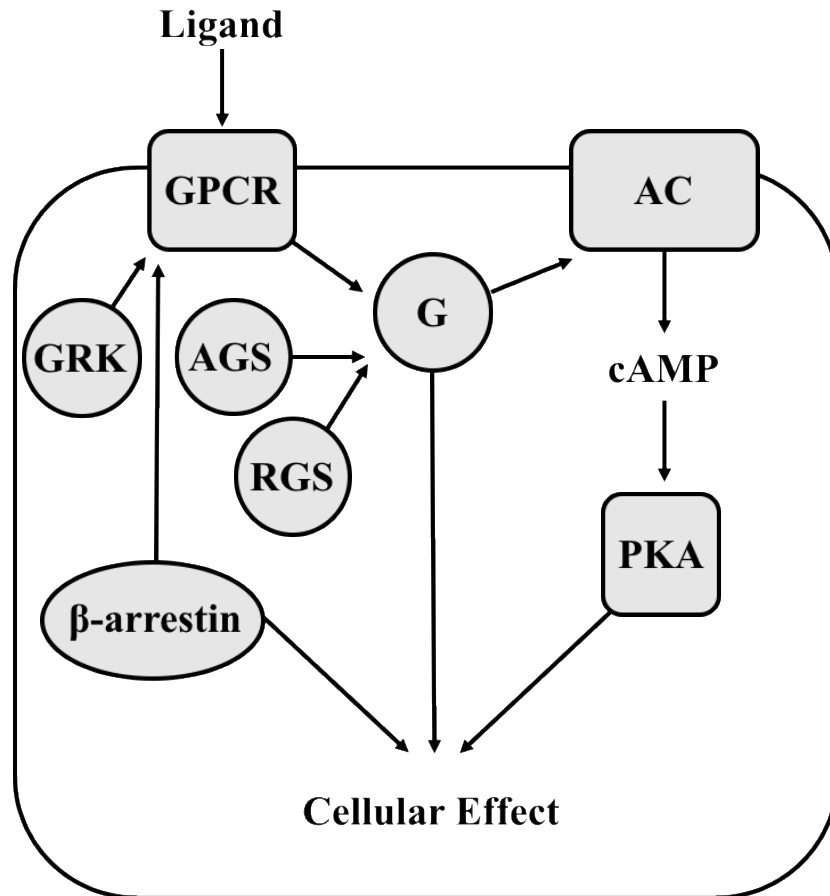 Ligand
GPCR
AC
G
GRK
AGS
cAMP
RGS
PKA
β-arrestin
Cellular Effect